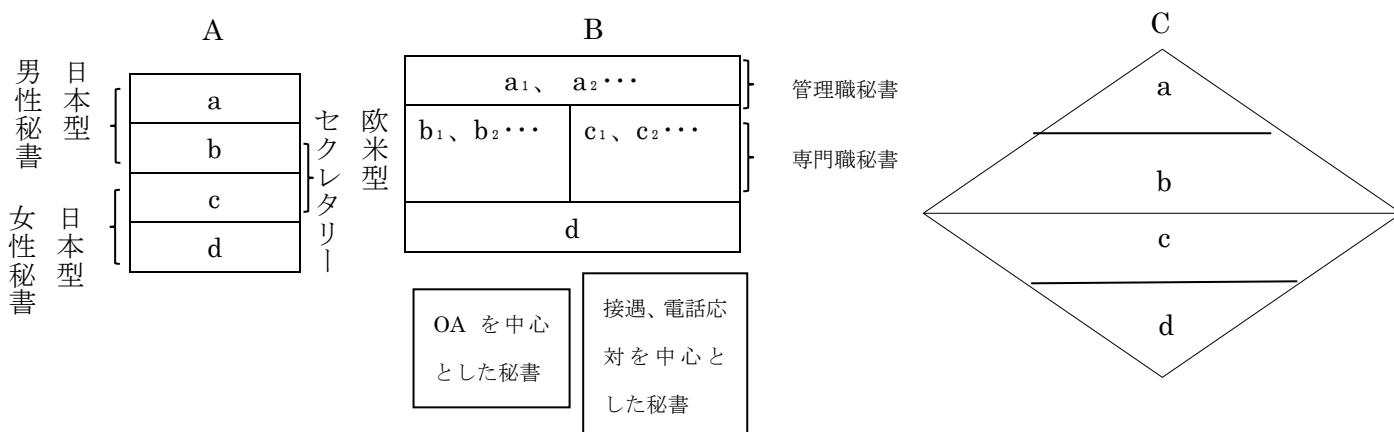 A
日本型
男性秘書
日本型
女性秘書
a
b
c
d
欧米型
セクレタリー
B
a₁、 a₂･･･
b₁、b₂･･･
c₁、c₂･･･
d
管理職秘書
専門職秘書
OA を中心
とした秘書
接遇、電話応
対を中心と
した秘書
C
a
b
c
d